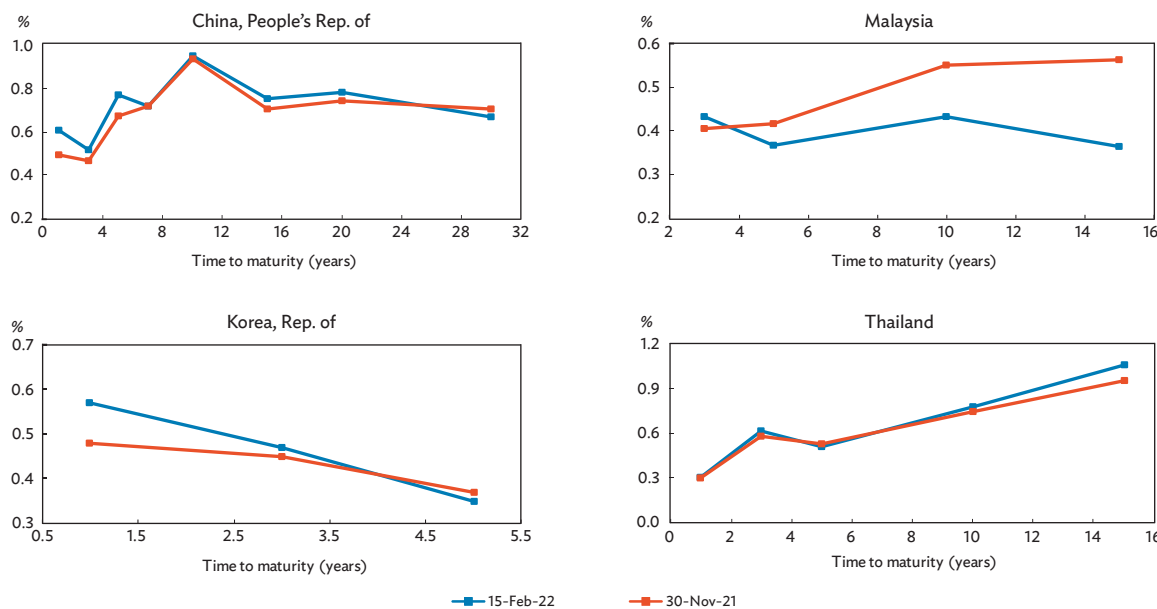 China, People's Rep. of
%
1.0
0.8
0.6
0.4
0.2
0 4 8 12 16 20 24 28 32
Time to maturity (years)
Malaysia
%
0.6
0.5
0.4
0.3
0.2
2 4 6 8 10 12 14 16
Time to maturity (years)
Korea, Rep. of
%
0.7
0.6
0.5
0.4
0.3
0.5 1.5 2.5 3.5 4.5 5.5
Time to maturity (years)
Thailand
%
1.2
0.9
0.6
0.3
0.0
0 2 4 6 8 10 12 14 16
Time to maturity (years)
15-Feb-22 30-Nov-21